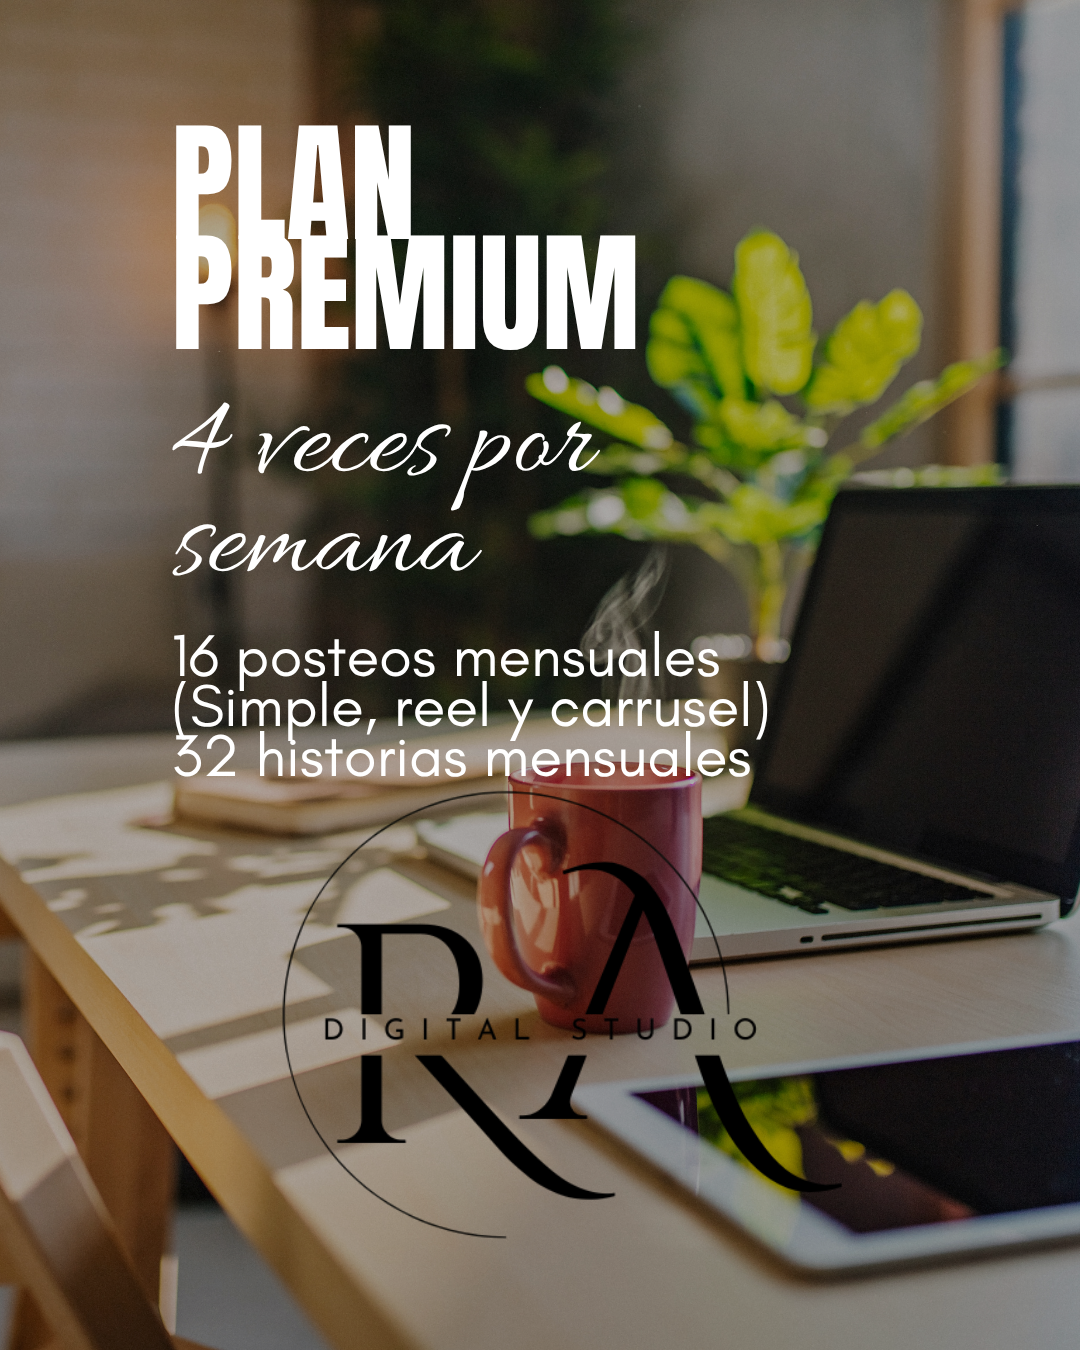 PLAN
PREMIUM
4 veces por
semana
16 posteos mensuales
(Simple, reel y carrusel)
32 historias mensuales
RA
DIGITAL STUDIO